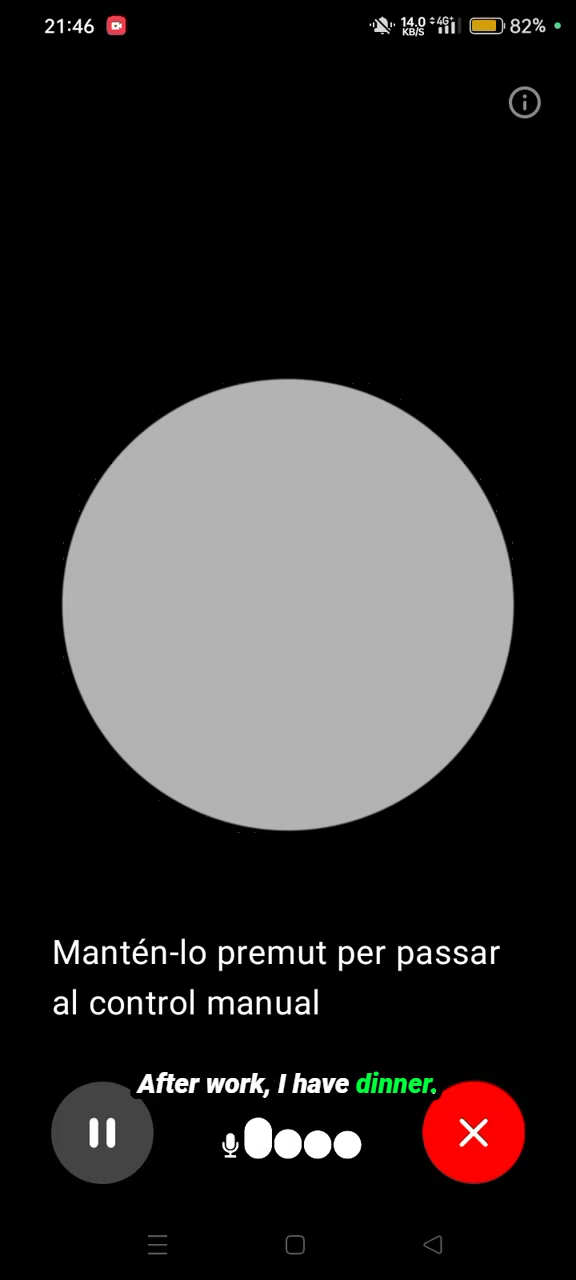 21:46 14.0 KB/S 4G+ 82%
Mantén-lo premut per passar
al control manual
After work, I have dinner.